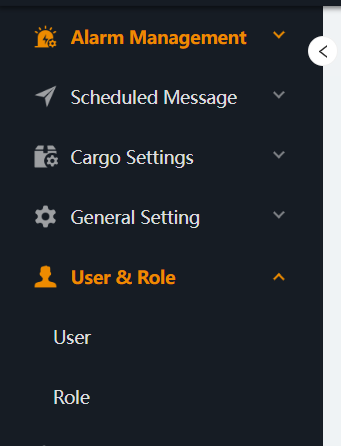 Alarm Management
Scheduled Message
Cargo Settings
General Setting
User & Role
User
Role